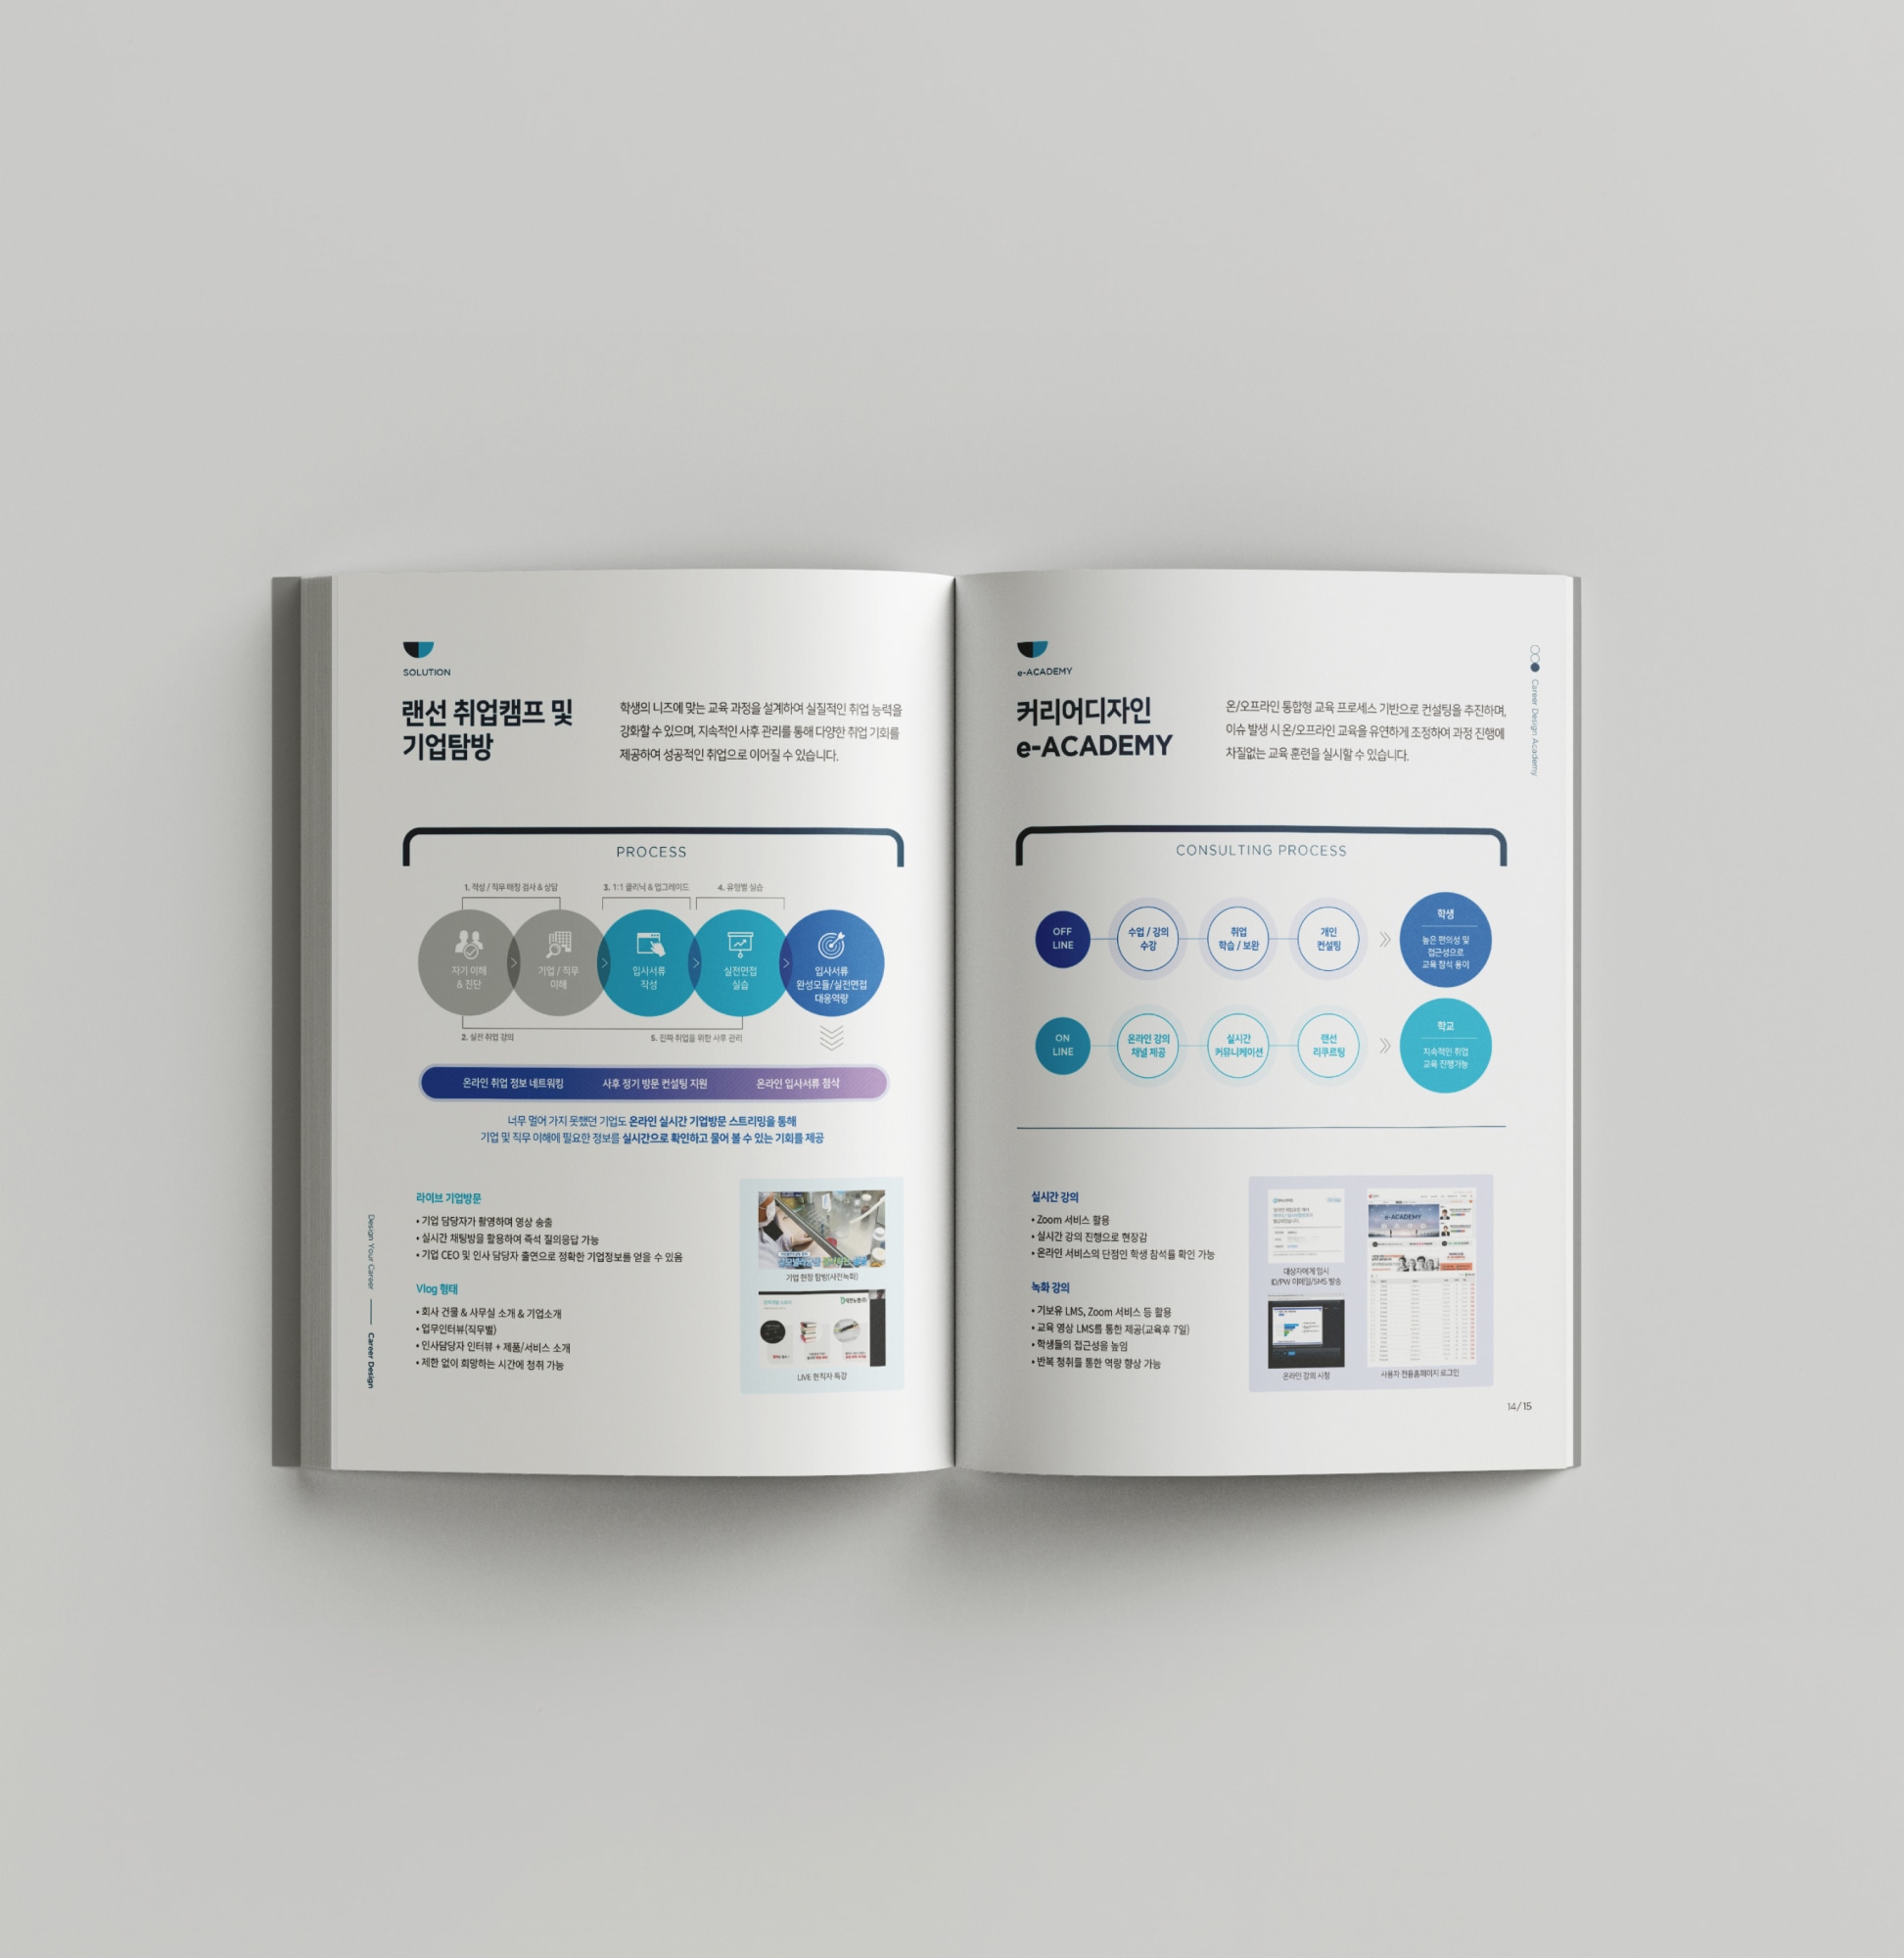 SOLUTION
랜선 취업캠프 및
기업탐방
학생의 니즈에 맞는 교육 과정을 설계하여 실질적인 취업 능력을
강화할 수 있으며, 지속적인 사후 관리를 통해 다양한 취업 기회를
제공하여 성공적인 취업으로 이어질 수 있습니다.
PROCESS
1. 적성 / 직무 매칭 검사 & 상담
3. 1:1 클리닉 & 업그레이드
4. 유형별 실습
자기 이해
& 진단
기업 / 직무
이해
입사서류
작성
실전면접
실습
입사서류
완성모듈/실전면접
대응역량
2. 실전 취업 강의
5. 진짜 취업을 위한 사후 관리
온라인 취업 정보 네트워킹
사후 정기 방문 컨설팅 지원
온라인 입사서류 첨삭
너무 멀어 가지 못했던 기업도 온라인 실시간 기업방문 스트리밍을 통해
기업 및 직무 이해에 필요한 정보를 실시간으로 확인하고 물어 볼 수 있는 기회를 제공
라이브 기업방문
• 기업 담당자가 촬영하며 영상 송출
• 실시간 채팅방을 활용하여 즉석 질의응답 가능
• 기업 CEO 및 인사 담당자 출연으로 정확한 기업정보를 얻을 수 있음
Vlog 형태
• 회사 건물 & 사무실 소개 & 기업소개
• 업무인터뷰(직무별)
• 인사담당자 인터뷰 + 제품/서비스 소개
• 제한 없이 희망하는 시간에 청취 가능
기업 현장 탐방(사전녹화)
LIVE 현직자 특강
Design Your Career
Career Design
e-ACADEMY
커리어디자인
e-ACADEMY
온/오프라인 통합형 교육 프로세스 기반으로 컨설팅을 추진하며,
이슈 발생 시 온/오프라인 교육을 유연하게 조정하여 과정 진행에
차질없는 교육 훈련을 실시할 수 있습니다.
Career Design Academy
CONSULTING PROCESS
OFF
LINE
수업 / 강의
수강
취업
학습 / 보완
개인
컨설팅
학생
높은 편의성 및
접근성으로
교육 참석 용이
ON
LINE
온라인 강의
채널 제공
실시간
커뮤니케이션
랜선
리쿠르팅
학교
지속적인 취업
교육 진행가능
실시간 강의
• Zoom 서비스 활용
• 실시간 강의 진행으로 현장감
• 온라인 서비스의 단점인 학생 참석률 확인 가능
녹화 강의
• 기보유 LMS, Zoom 서비스 등 활용
• 교육 영상 LMS를 통한 제공(교육후 7일)
• 학생들의 접근성을 높임
• 반복 청취를 통한 역량 향상 가능
대상자에게 임시
ID/PW 이메일/SMS 발송
온라인 강의 시청
e-ACADEMY
사용자 전용홈페이지 로그인
14/15